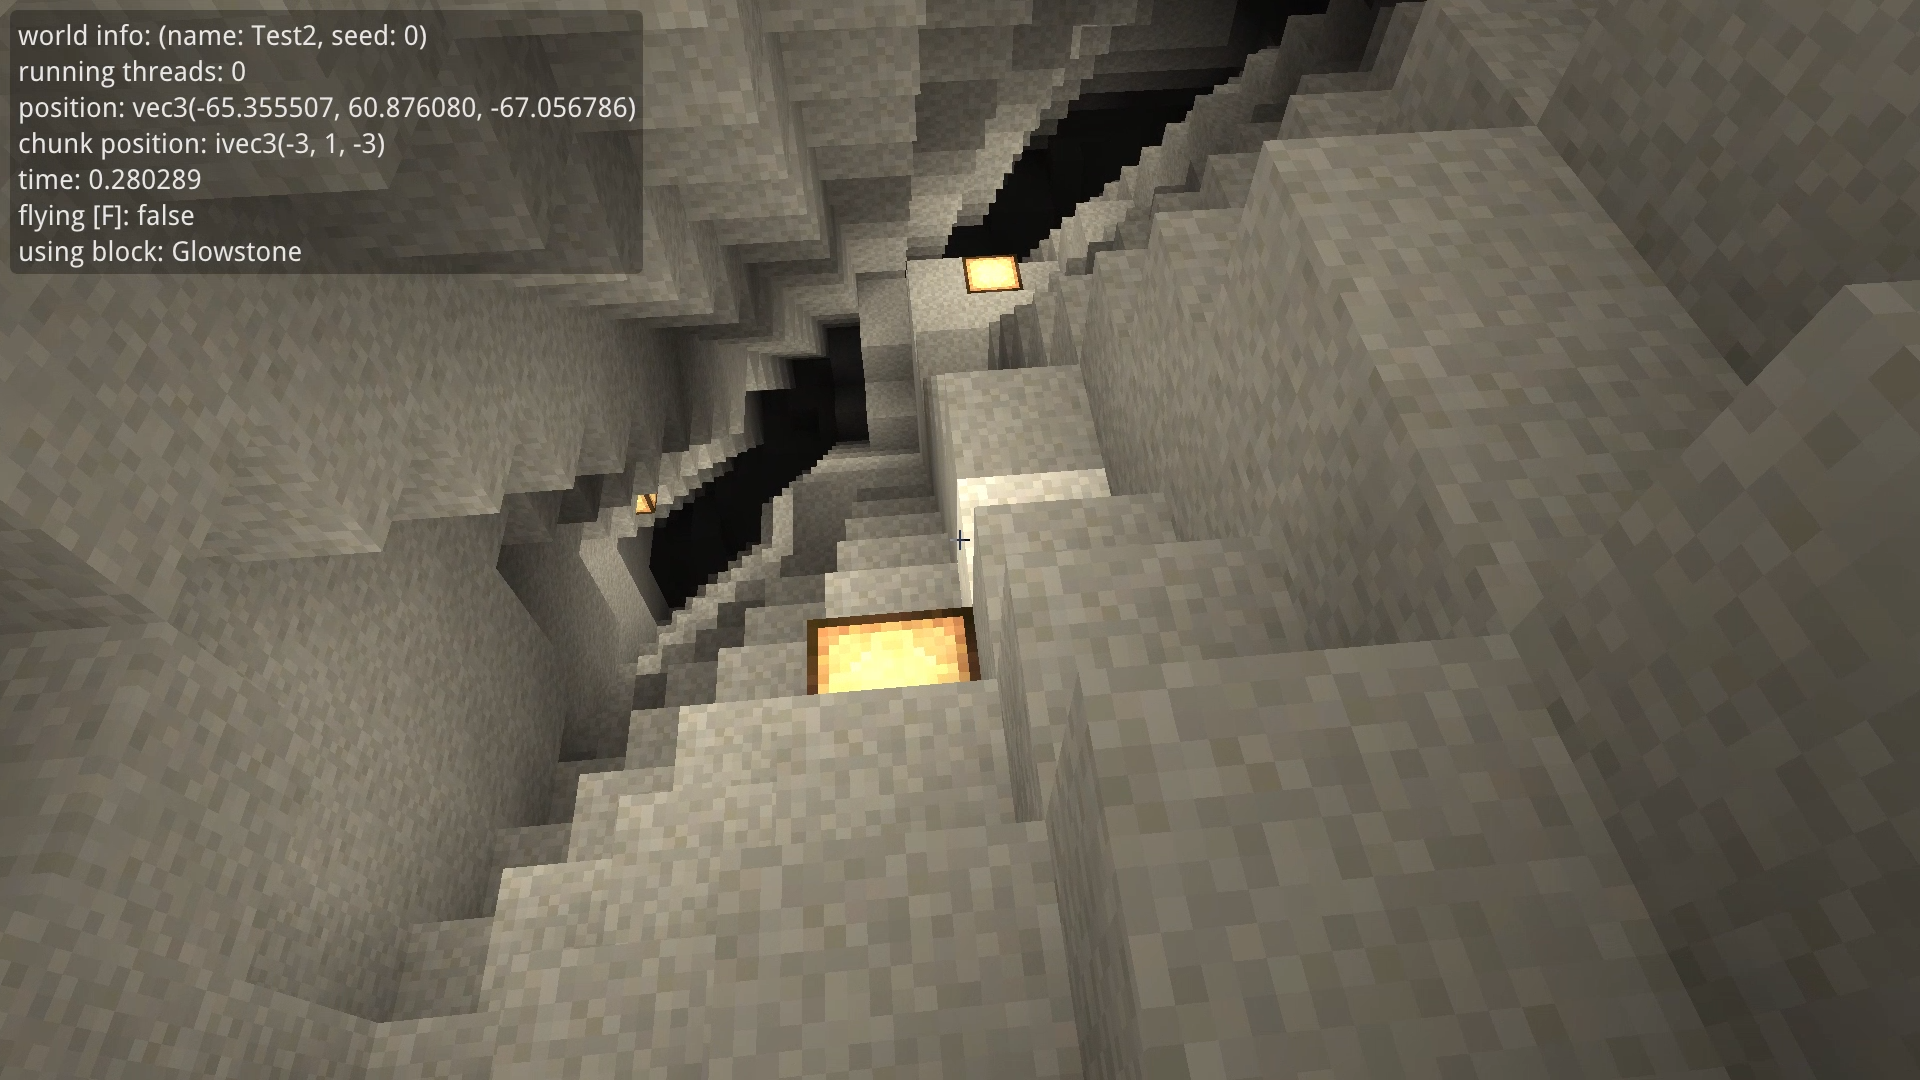 world info: (name: Test2, seed: 0)
running threads: 0
position: vec3(-65.355507, 60.876080, -67.056786)
chunk position: ivec3(-3, 1, -3)
time: 0.280289
flying [F]: false
using block: Glowstone